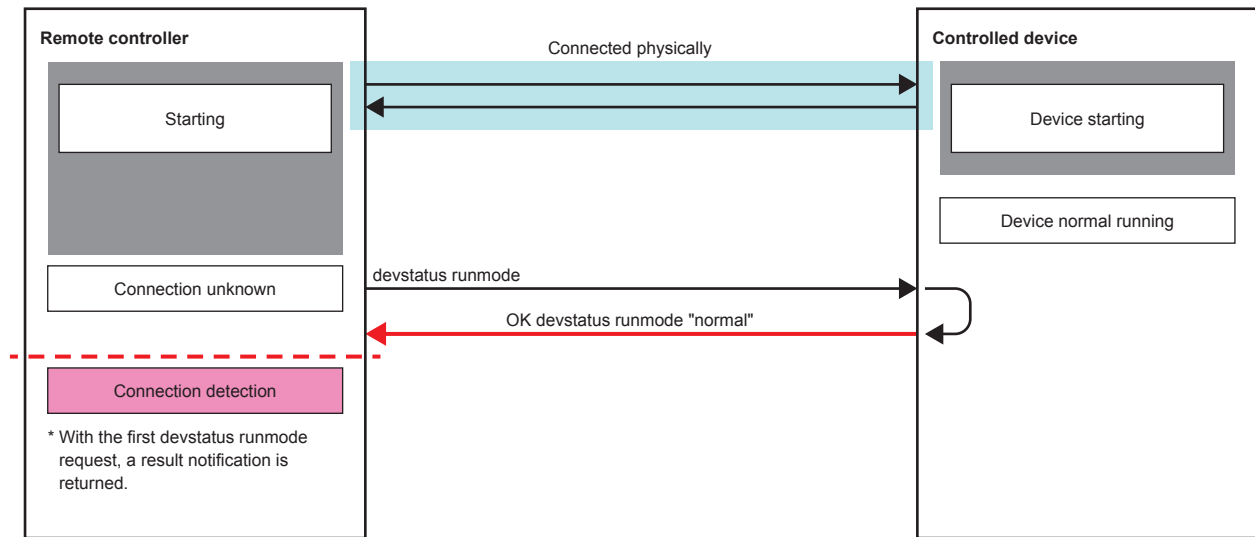 Remote controller
Connected physically
Controlled device
Starting
Device starting
Device normal running
Connection unknown
devstatus runmode
OK devstatus runmode "normal"
Connection detection
* With the first devstatus runmode
request, a result notification is
returned.